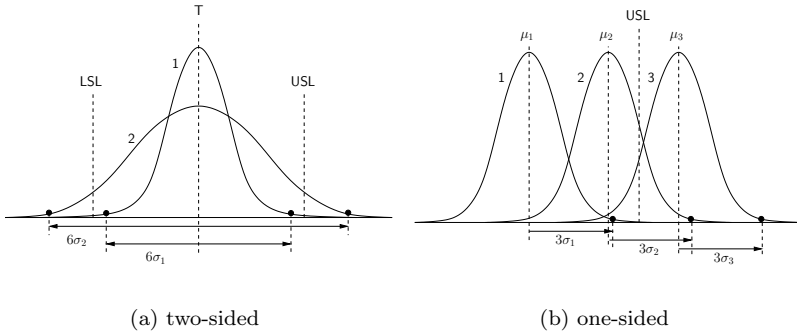 T
LSL
USL
1
2
6σ₂
6σ₁
(a) two-sided
USL
μ₁
μ₂
μ₃
1
2
3
3σ₁
3σ₂
3σ₃
(b) one-sided